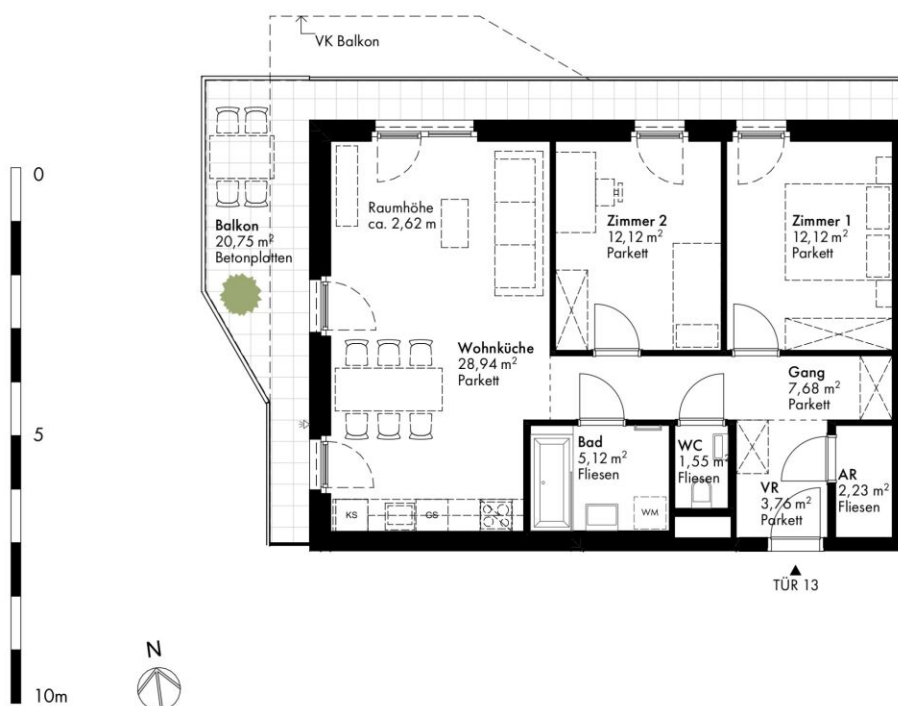 VK Balkon
0
Raumhöhe
ca. 2,62 m
Balkon
20,75 m²
Betonplatten
Zimmer 2
12,12 m²
Parkett
Zimmer 1
12,12 m²
Parkett
Wohnküche
28,94 m²
Parkett
Gang
7,68 m²
Parkett
5
Bad
5,12 m²
Fliesen
WC
1,55 m²
Fliesen
VR
3,76 m²
Parkett
AR
2,23 m²
Fliesen
KS
GS
WM
TÜR 13
N
10m